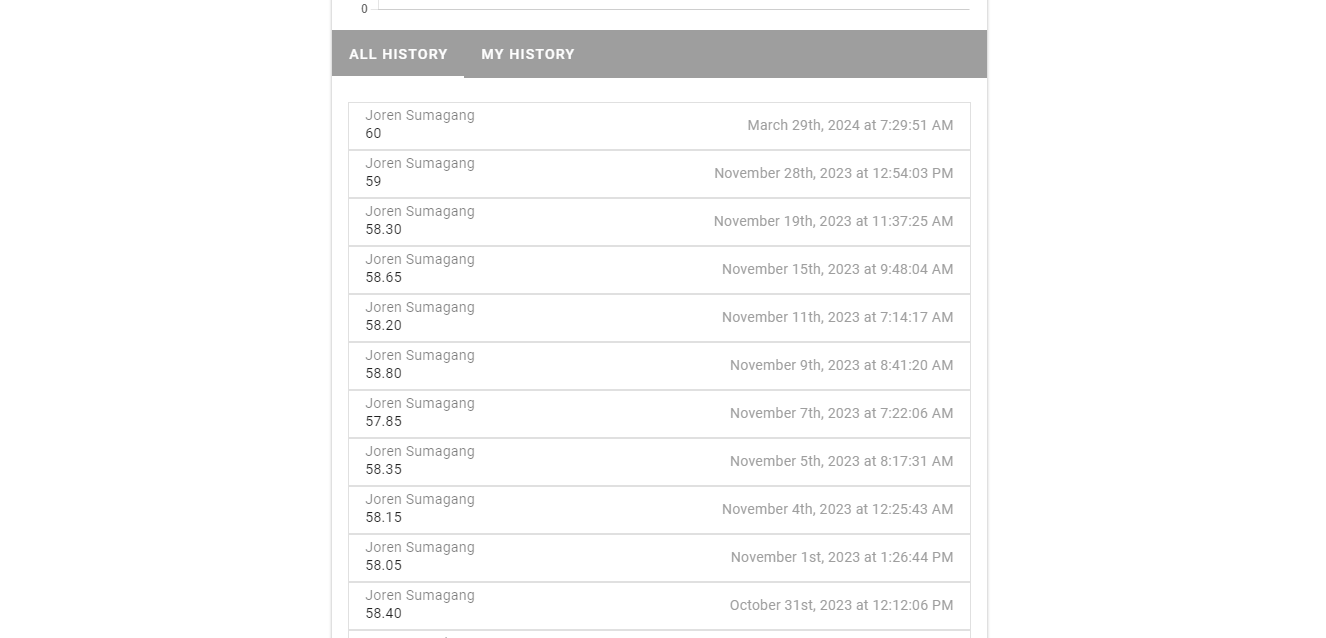 0
ALL HISTORY MY HISTORY
Joren Sumagang
60
March 29th, 2024 at 7:29:51 AM
Joren Sumagang
59
November 28th, 2023 at 12:54:03 PM
Joren Sumagang
58.30
November 19th, 2023 at 11:37:25 AM
Joren Sumagang
58.65
November 15th, 2023 at 9:48:04 AM
Joren Sumagang
58.20
November 11th, 2023 at 7:14:17 AM
Joren Sumagang
58.80
November 9th, 2023 at 8:41:20 AM
Joren Sumagang
57.85
November 7th, 2023 at 7:22:06 AM
Joren Sumagang
58.35
November 5th, 2023 at 8:17:31 AM
Joren Sumagang
58.15
November 4th, 2023 at 12:25:43 AM
Joren Sumagang
58.05
November 1st, 2023 at 1:26:44 PM
Joren Sumagang
58.40
October 31st, 2023 at 12:12:06 PM